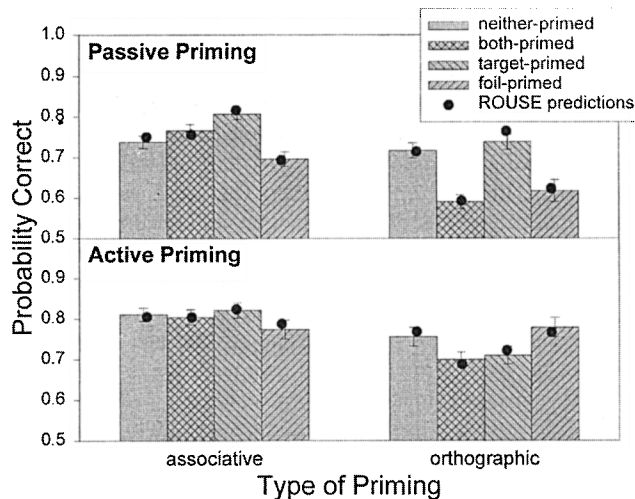 neither-primed
both-primed
target-primed
foil-primed
ROUSE predictions
Passive Priming
1.0
0.9
0.8
0.7
0.6
0.5
Active Priming
0.9
0.8
0.7
0.6
0.5
Probability Correct
associative
orthographic
Type of Priming